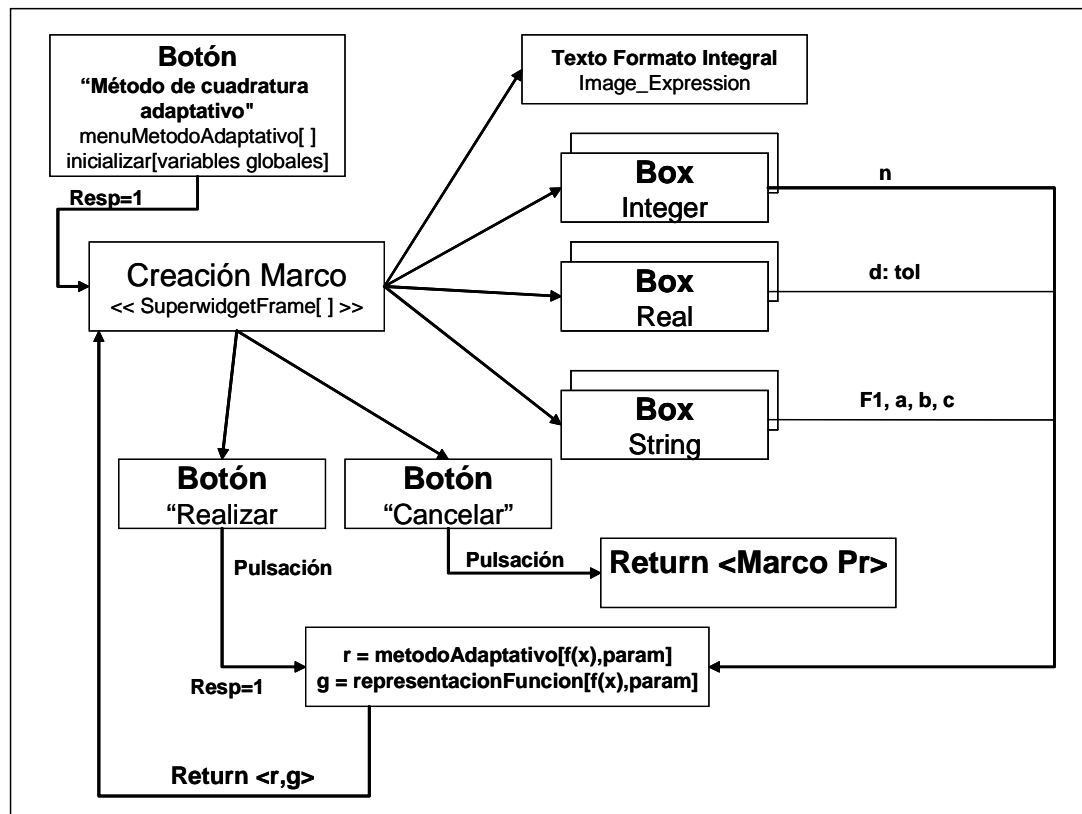 Botón
“Método de cuadratura
adaptativo"
menuMetodoAdaptativo[ ]
inicializar[variables globales]
Texto Formato Integral
Image_Expression
Resp=1
Box
Integer
n
Creación Marco
<< SuperwidgetFrame[ ] >>
Box
Real
d: tol
Box
String
F1, a, b, c
Botón
“Realizar
Botón
“Cancelar”
Pulsación
Pulsación
Return <Marco Pr>
r = metodoAdaptativo[f(x),param]
g = representacionFuncion[f(x),param]
Resp=1
Return <r,g>